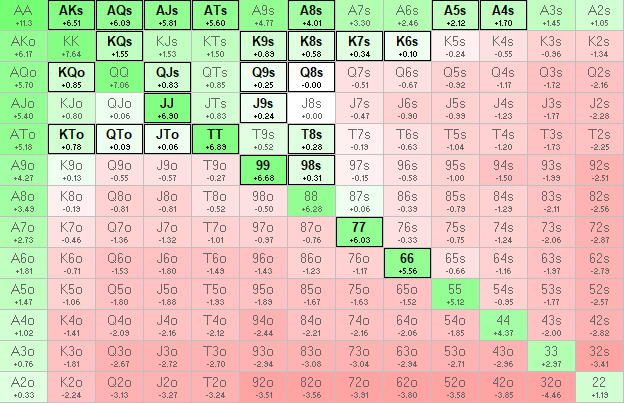 AA AKs AQs AJs ATs A9s A8s A7s A6s A5s A4s A3s A2s
+11.3 +6.51 +6.09 +5.81 +5.60 +4.77 +4.01 +3.30 +2.46 +2.12 +1.70 +1.45 +1.05
AKo KK KQs KJs KTs K9s K8s K7s K6s K5s K4s K3s K2s
+6.17 +7.64 +1.55 +1.53 +1.53 +0.89 +0.58 +0.34 +0.10 -0.24 -0.55 -0.96 -1.34
AQo KQo QQ QJs QTs Q9s Q8s Q7s Q6s Q5s Q4s Q3s Q2s
+5.70 +0.85 +7.06 +0.83 +0.85 +0.25 -0.00 -0.51 -0.67 -0.92 -1.17 -1.72 -2.16
AJo KJo QJo JJ JTs J9s J8s J7s J6s J5s J4s J3s J2s
+5.40 +0.80 +0.06 +6.90 +0.83 +0.24 +0.00 -0.47 -0.90 -0.99 -1.23 -1.77 -2.28
ATo KTo QTo JTo TT T9s T8s T7s T6s T5s T4s T3s T2s
+5.18 +0.78 +0.09 +0.06 +6.89 +0.52 +0.28 -0.19 -0.63 -1.04 -1.20 -1.73 -2.25
A9o K9o Q9o J9o T9o 99 98s 97s 96s 95s 94s 93s 92s
+4.27 +0.13 -0.55 -0.57 -0.27 +6.68 +0.31 -0.15 -0.58 -1.00 -1.50 -1.99 -2.51
A8o K8o Q8o J8o T8o 98o 88 87s 86s 85s 84s 83s 82s
+3.49 -0.19 -0.81 -0.81 -0.52 -0.50 +6.28 +0.06 -0.39 -0.79 -1.29 -2.11 -2.56
A7o K7o Q7o J7o T7o 97o 87o 77 76s 75s 74s 73s 72s
+2.73 -0.46 -1.36 -1.32 -1.01 -0.97 -0.76 +6.03 -0.33 -0.75 -1.24 -2.06 -2.87
A6o K6o Q6o J6o T6o 96o 86o 76o 66 65s 64s 63s 62s
+1.81 -0.71 -1.53 -1.80 -1.49 -1.43 -1.23 -1.17 +5.56 -0.66 -1.16 -1.97 -2.79
A5o K5o Q5o J5o T5o 95o 85o 75o 65o 55 54s 53s 52s
+1.47 -1.06 -1.80 -1.88 -1.93 -1.89 -1.67 -1.63 -1.52 +5.12 -0.95 -1.77 -2.57
A4o K4o Q4o J4o T4o 94o 84o 74o 64o 54o 44 43s 42s
+1.02 -1.41 -2.09 -2.16 -2.12 -2.44 -2.21 -2.16 -2.06 -1.85 +4.37 -2.00 -2.82
A3o K3o Q3o J3o T3o 93o 83o 73o 63o 53o 43o 33 32s
+0.76 -1.81 -2.67 -2.72 -2.70 -2.94 -3.08 -3.04 -2.94 -2.71 -2.96 +2.97 -3.41
A2o K2o Q2o J2o T2o 92o 82o 72o 62o 52o 42o 32o 22
+0.33 -2.24 -3.13 -3.27 -3.24 -3.51 -3.56 -3.91 -3.80 -3.58 -3.85 -4.46 +1.19